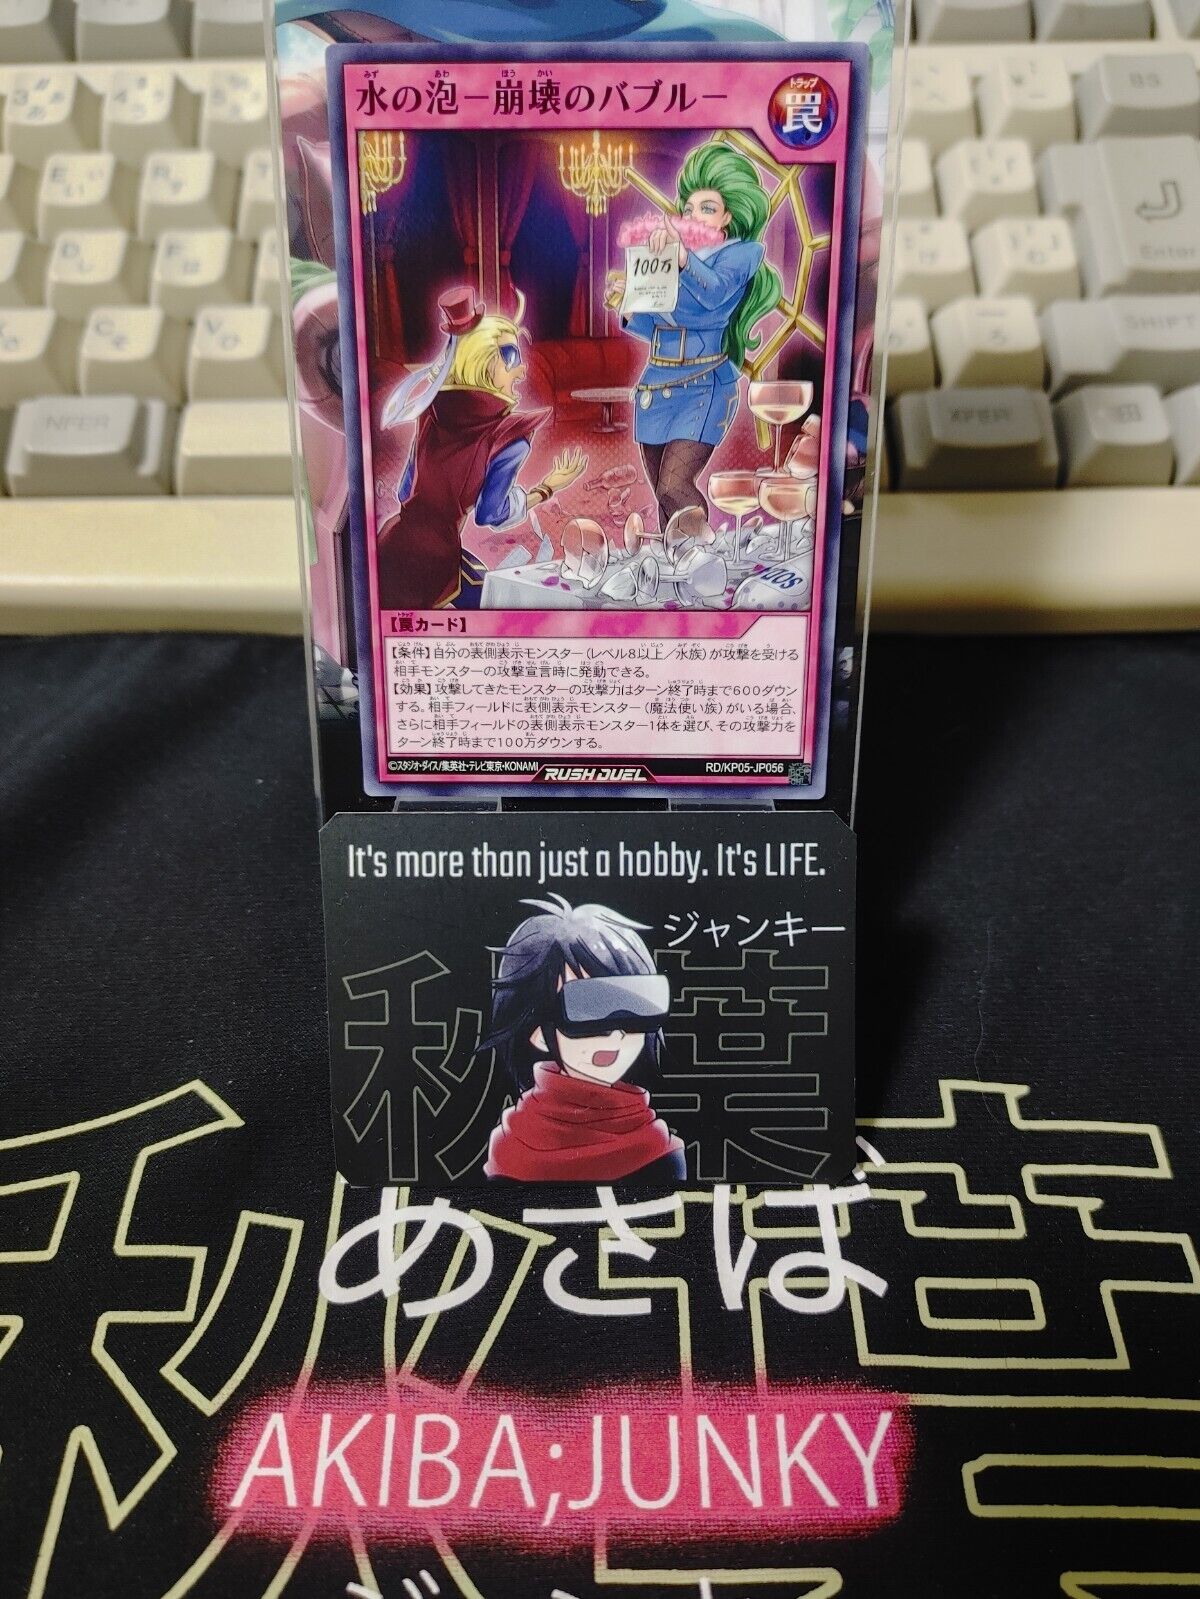 水の泡－崩壊のバブル－
トラップ
罠
100万
【罠カード】
【条件】自分の表側表示モンスター(レベル8以上／水族)が攻撃を受ける
相手モンスターの攻撃宣言時に発動できる。
【効果】攻撃してきたモンスターの攻撃力はターン終了時まで600ダウン
する。相手フィールドに表側表示モンスター(魔法使い族)がいる場合、
さらに相手フィールドの表側表示モンスター1体を選び、その攻撃力を
ターン終了時まで100万ダウンする。
©スタジオ・ダイス/集英社・テレビ東京・KONAMI
RUSH DUEL
RD/KP05-JP056
BS
Enter
SHIFT
NFER
XFER
It's more than just a hobby. It's LIFE.
ジャンキー
秋葉
めさば
AKIBA;JUNKY